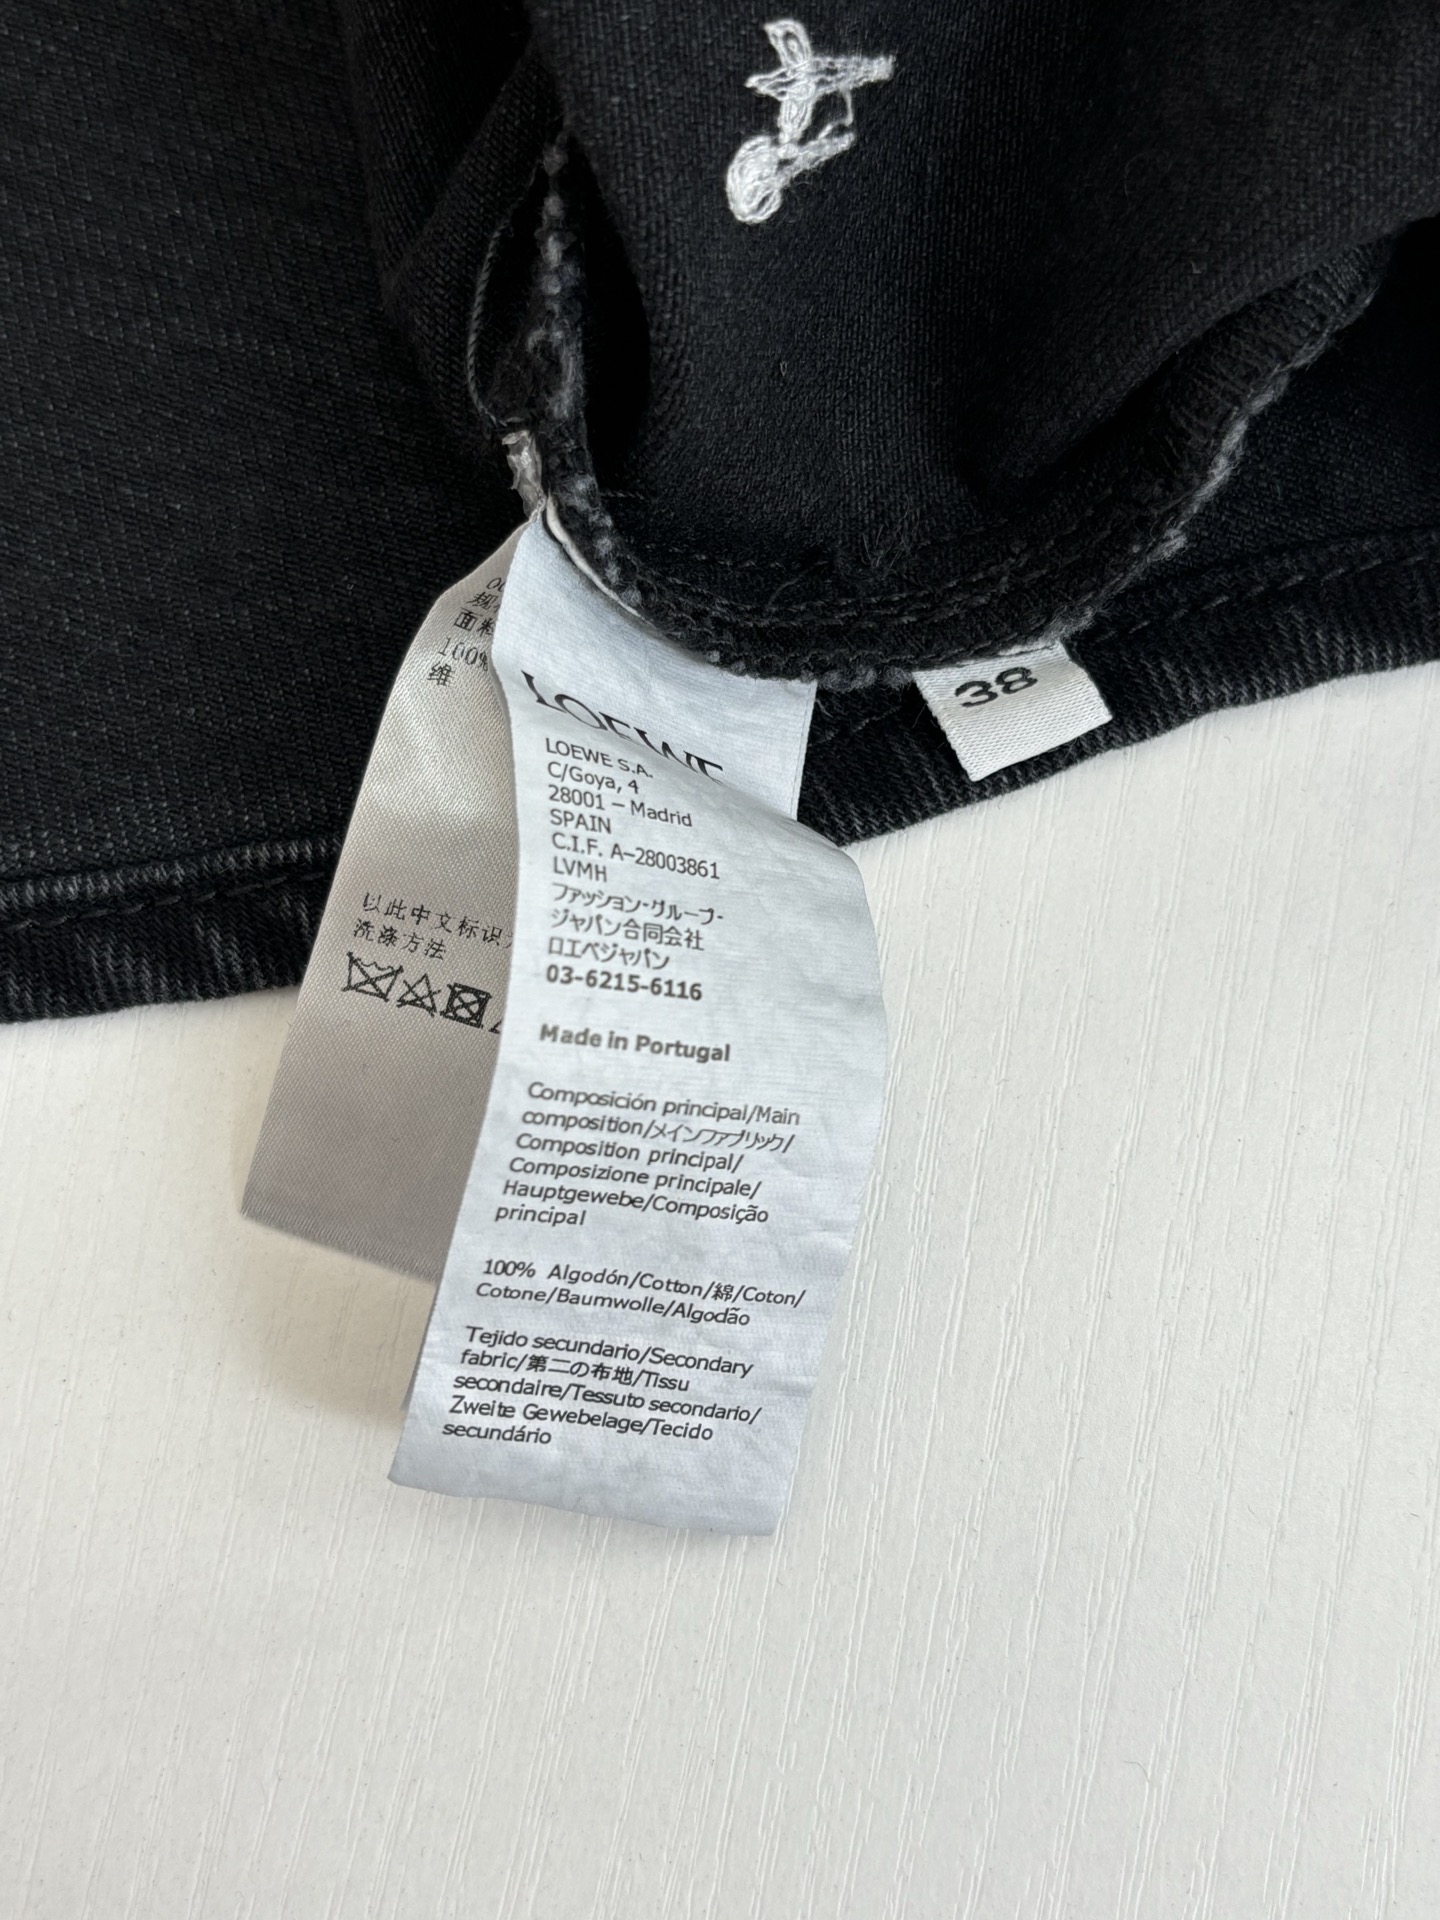 38
LOEWE
LOEWE S.A.
C/Goya, 4
28001 – Madrid
SPAIN
C.I.F. A–28003861
LVMH
ファッション・グループ・
ジャパン合同会社
ロエベジャパン
03-6215-6116
Made in Portugal
Composición principal/Main
composition/メインファブリック/
Composition principal/
Composizione principale/
Hauptgewebe/Composição
principal
100% Algodón/Cotton/綿/Coton/
Cotone/Baumwolle/Algodão
Tejido secundario/Secondary
fabric/第二の布地/Tissu
secondaire/Tessuto secondario/
Zweite Gewebelage/Tecido
secundário
面料
100%
维
以此中文标识
洗涤方法